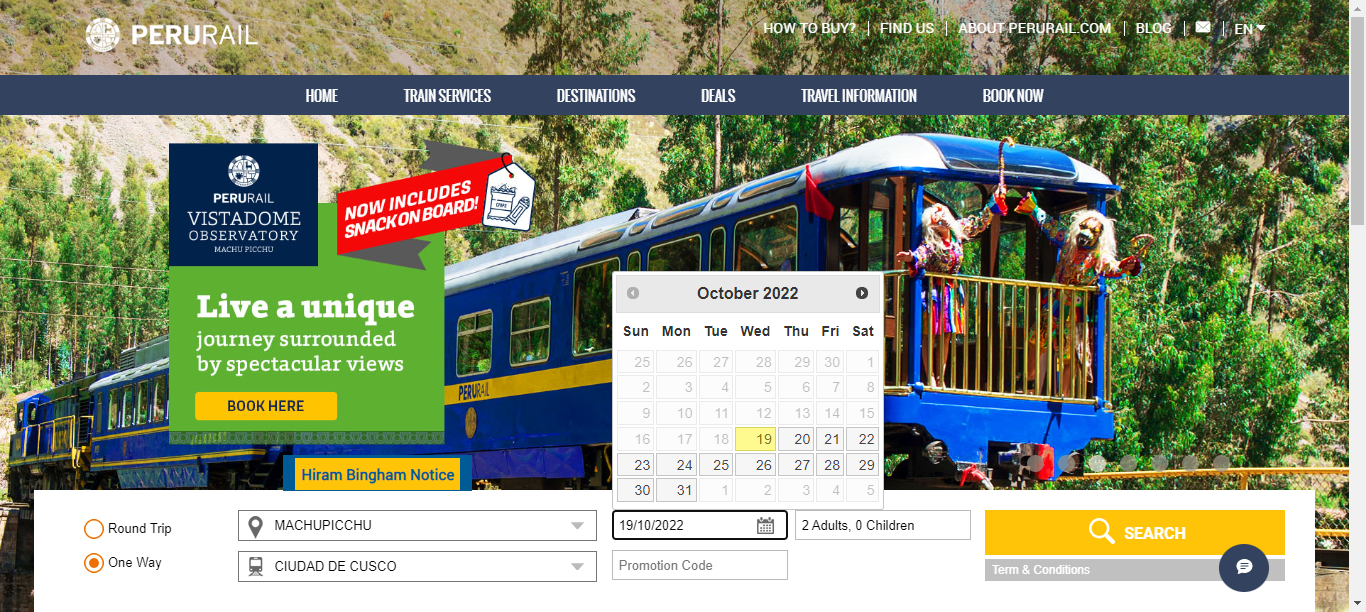 PERURAIL
HOW TO BUY? | FIND US | ABOUT PERURAIL.COM | BLOG | | EN
HOME TRAIN SERVICES DESTINATIONS DEALS TRAVEL INFORMATION BOOK NOW
PERURAIL
VISTADOME
OBSERVATORY
MACHU PICCHU
NOW INCLUDES
SNACK ON BOARD!
Live a unique
journey surrounded
by spectacular views
BOOK HERE
PERURAIL
Hiram Bingham Notice
October 2022
Sun Mon Tue Wed Thu Fri Sat
25 26 27 28 29 30 1
2 3 4 5 6 7 8
9 10 11 12 13 14 15
16 17 18 19 20 21 22
23 24 25 26 27 28 29
30 31 1 2 3 4 5
Round Trip
One Way
MACHUPICCHU
CIUDAD DE CUSCO
19/10/2022
Promotion Code
2 Adults, 0 Children
SEARCH
Term & Conditions